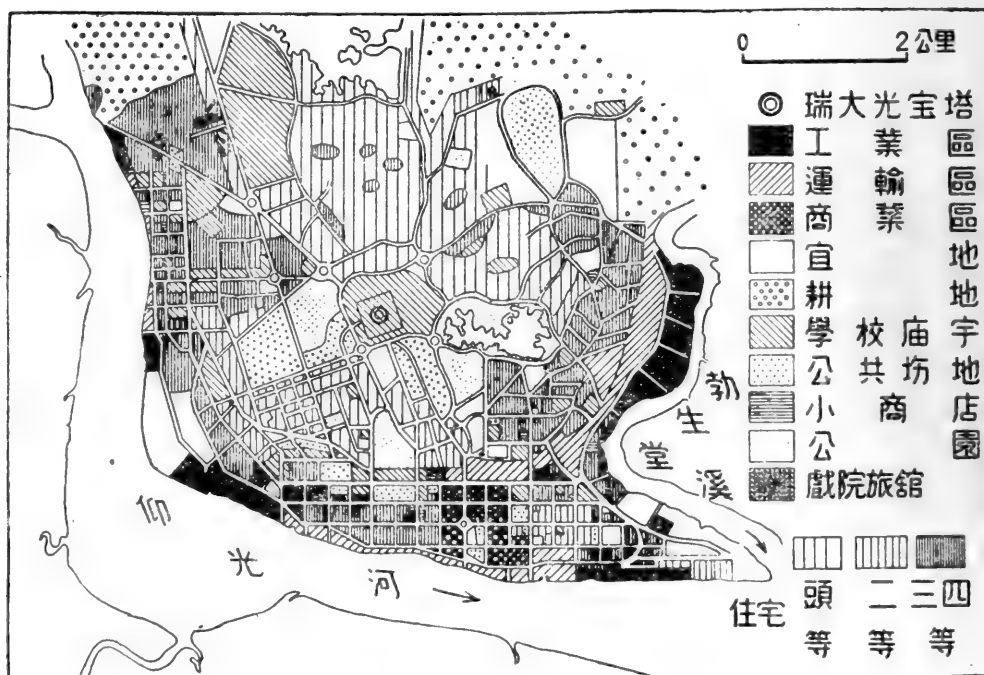 0 2公里
瑞大光宝塔
工業區
運輸區
商業區
宜地
耕地
學校庙宇
公共坊地
小商店
公園
戲院旅舘
勃生堂溪
仰光河
住宅 頭等 二等 三四等